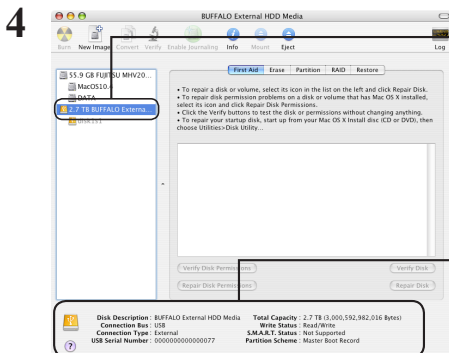 4
BUFFALO External HDD Media
Burn New Image Convert Verify Enable Journaling Info Mount Eject Log
55.9 GB FUJITSU MHV20...
MacOS10.4
DATA
2.7 TB BUFFALO Externa...
disk1s1
First Aid Erase Partition RAID Restore
• To repair a disk or volume, select its icon in the list on the left and click Repair Disk.
• To repair disk permission problems on a disk or volume that has Mac OS X installed,
select its icon and click Repair Disk Permissions.
• Click the Verify buttons to test the disk or permissions without changing anything.
• To repair your startup disk, start up from your Mac OS X Install disc (CD or DVD), then
choose Utilities>Disk Utility...
Verify Disk Permissions Verify Disk
Repair Disk Permissions Repair Disk
Disk Description : BUFFALO External HDD Media Total Capacity : 2.7 TB (3,000,592,982,016 Bytes)
Connection Bus : USB Write Status : Read/Write
Connection Type : External S.M.A.R.T. Status : Not Supported
USB Serial Number : 0000000000000077 Partition Scheme : Master Boot Record
?